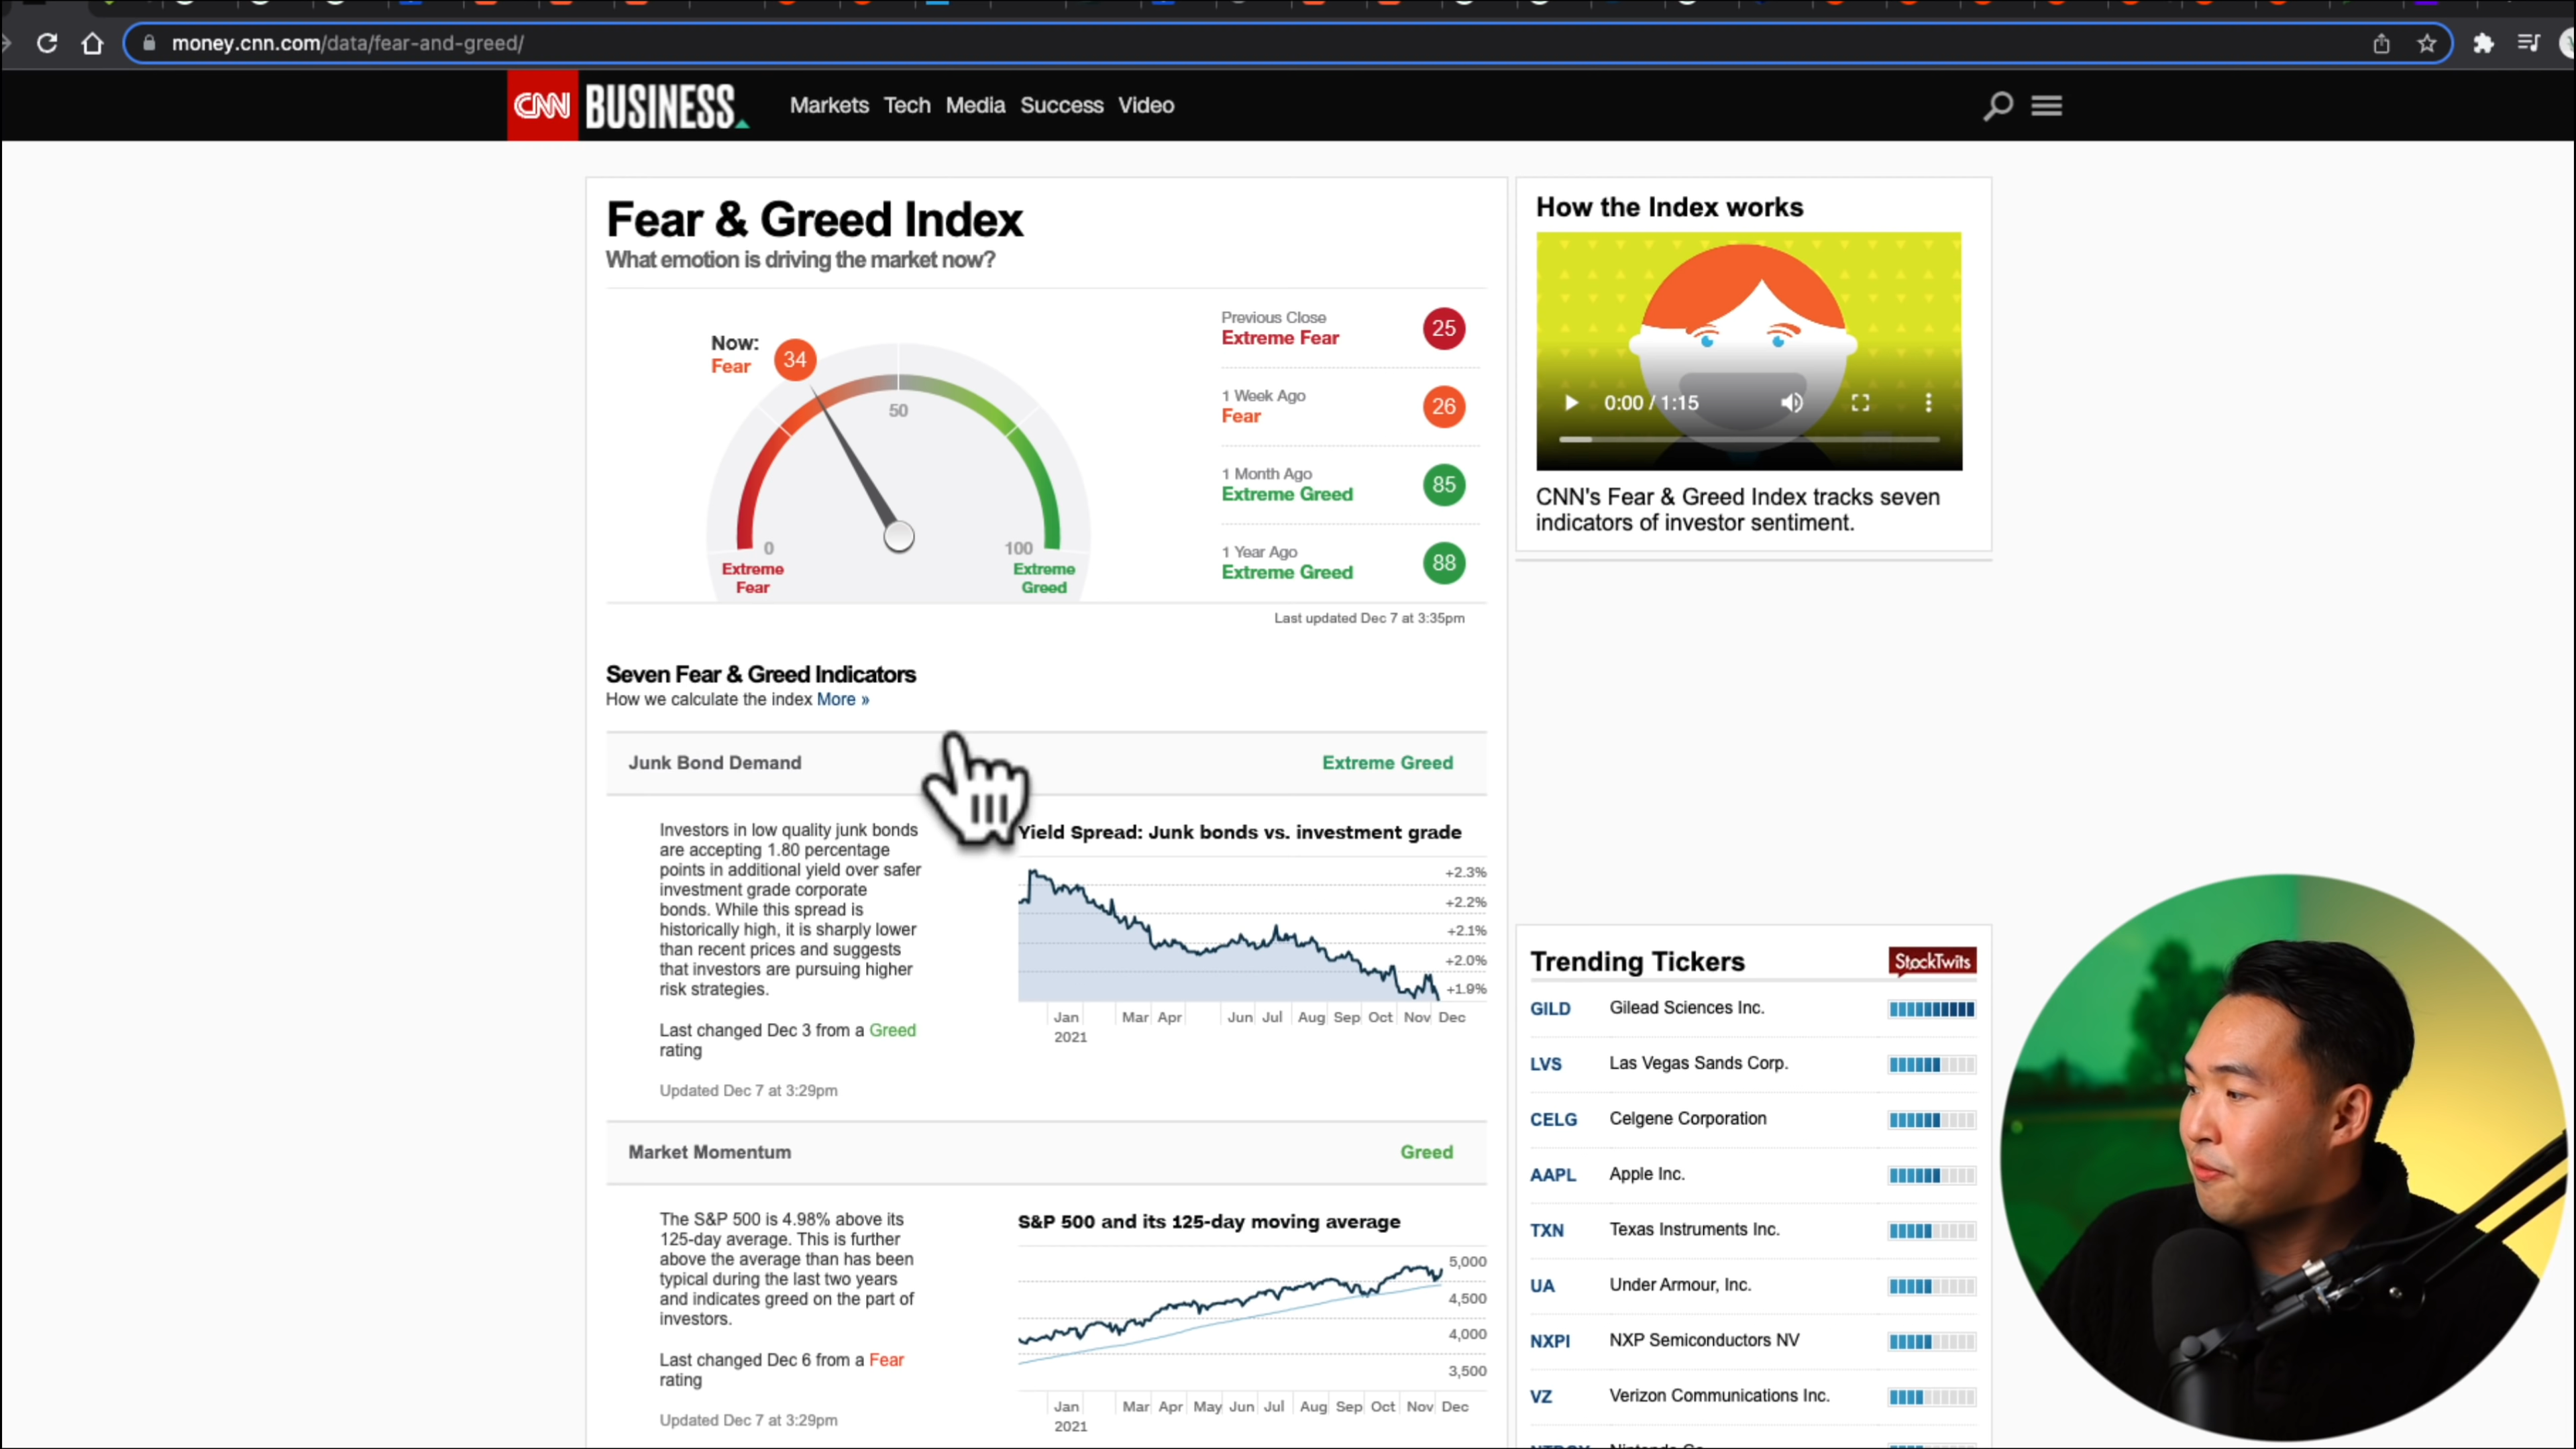 money.cnn.com/data/fear-and-greed/
CNN BUSINESS
Markets Tech Media Success Video
Fear & Greed Index
What emotion is driving the market now?
Now:
Fear
34
50
0
100
Extreme
Fear
Extreme
Greed
Previous Close
Extreme Fear
25
1 Week Ago
Fear
26
1 Month Ago
Extreme Greed
85
1 Year Ago
Extreme Greed
88
Last updated Dec 7 at 3:35pm
Seven Fear & Greed Indicators
How we calculate the index More »
Junk Bond Demand
Extreme Greed
Investors in low quality junk bonds
are accepting 1.80 percentage
points in additional yield over safer
investment grade corporate
bonds. While this spread is
historically high, it is sharply lower
than recent prices and suggests
that investors are pursuing higher
risk strategies.
Last changed Dec 3 from a Greed
rating
Updated Dec 7 at 3:29pm
Yield Spread: Junk bonds vs. investment grade
+2.3%
+2.2%
+2.1%
+2.0%
+1.9%
Jan Mar Apr Jun Jul Aug Sep Oct Nov Dec
2021
Market Momentum
Greed
The S&P 500 is 4.98% above its
125-day average. This is further
above the average than has been
typical during the last two years
and indicates greed on the part of
investors.
Last changed Dec 6 from a Fear
rating
Updated Dec 7 at 3:29pm
S&P 500 and its 125-day moving average
5,000
4,500
4,000
3,500
Jan Mar Apr May Jun Jul Aug Sep Oct Nov Dec
2021
How the Index works
0:00 / 1:15
CNN's Fear & Greed Index tracks seven
indicators of investor sentiment.
Trending Tickers
StockTwits
GILD Gilead Sciences Inc.
LVS Las Vegas Sands Corp.
CELG Celgene Corporation
AAPL Apple Inc.
TXN Texas Instruments Inc.
UA Under Armour, Inc.
NXPI NXP Semiconductors NV
VZ Verizon Communications Inc.